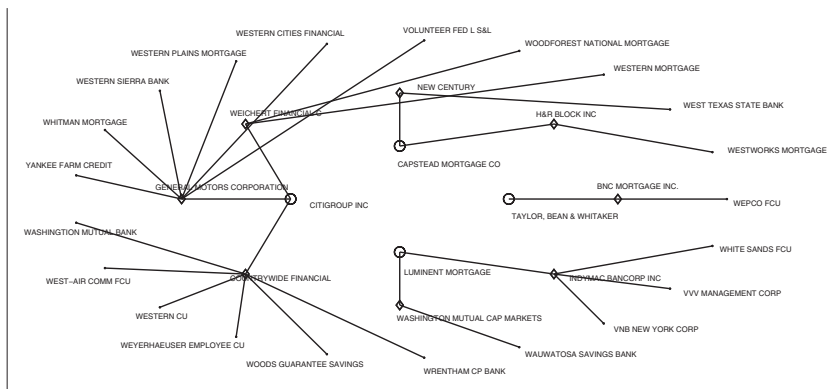 WESTERN CITIES FINANCIAL
VOLUNTEER FED L S&L
WOODFOREST NATIONAL MORTGAGE
WESTERN PLAINS MORTGAGE
WESTERN MORTGAGE
WESTERN SIERRA BANK
NEW CENTURY
WEST TEXAS STATE BANK
WEICHERT FINANCIAL S
H&R BLOCK INC
WHITMAN MORTGAGE
WESTWORKS MORTGAGE
CAPSTEAD MORTGAGE CO
YANKEE FARM CREDIT
GENERAL MOTORS CORPORATION
BNC MORTGAGE INC.
CITIGROUP INC
WEPCO FCU
TAYLOR, BEAN & WHITAKER
WASHINGTION MUTUAL BANK
WHITE SANDS FCU
WEST-AIR COMM FCU
COUNTRYWIDE FINANCIAL
LUMINENT MORTGAGE
INDYMAC BANCORP INC
VVV MANAGEMENT CORP
WESTERN CU
WASHINGTON MUTUAL CAP MARKETS
VNB NEW YORK CORP
WEYERHAEUSER EMPLOYEE CU
WAUWATOSA SAVINGS BANK
WOODS GUARANTEE SAVINGS
WRENTHAM CP BANK